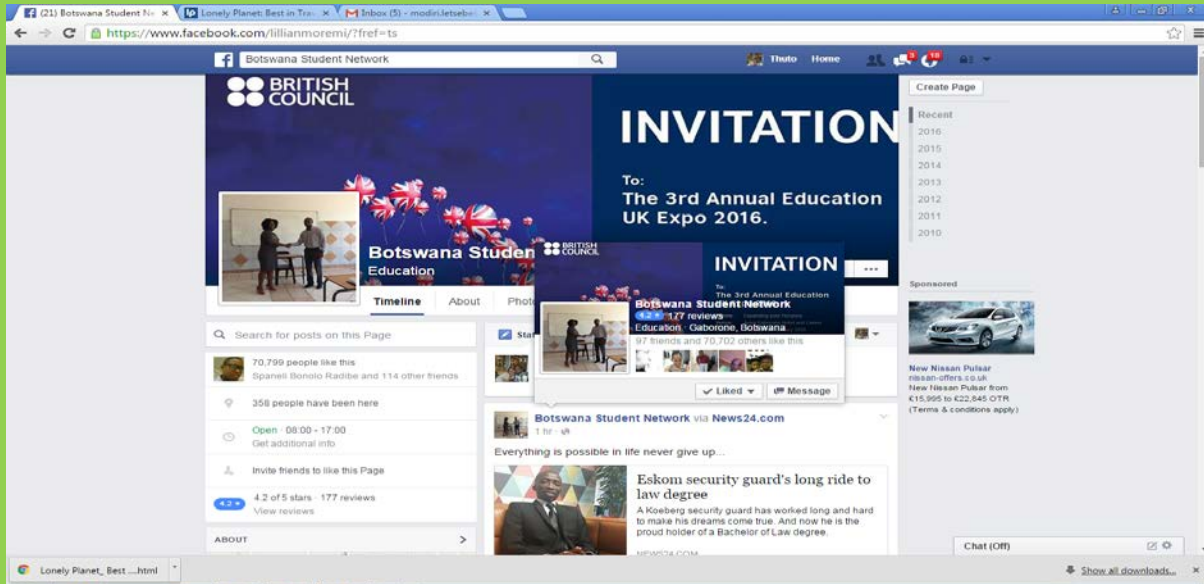 (21) Botswana Student Ne
Lonely Planet: Best in Trav
Inbox (5) - modiri.letsebe
https://www.facebook.com/lillianmoremi/?fref=ts
Botswana Student Network
Thuto Home
3
18
BRITISH
COUNCIL
INVITATION
To:
The 3rd Annual Education
UK Expo 2016.
Botswana Studen
Education
Timeline About Phot
BRITISH
COUNCIL
INVITATION
To:
The 3rd Annual Education
Botswana Student Network
4.2 ★ 177 reviews
Education · Gaborone, Botswana
97 friends and 70,702 others like this
Liked Message
Search for posts on this Page
70,799 people like this
Spaneli Bonolo Radibe and 114 other friends
358 people have been here
Open · 08:00 - 17:00
Get additional info
Invite friends to like this Page
4.2 ★ 4.2 of 5 stars · 177 reviews
View reviews
ABOUT
Stat
Botswana Student Network via News24.com
1 hr
Everything is possible in life never give up...
Eskom security guard's long ride to
law degree
A Koeberg security guard has worked long and hard
to make his dreams come true. And now he is the
proud holder of a Bachelor of Law degree.
NEWS24.COM
Create Page
Recent
2016
2015
2014
2013
2012
2011
2010
Sponsored
New Nissan Pulsar
nissan-offers.co.uk
New Nissan Pulsar from
£15,995 to £22,645 OTR
(Terms & conditions apply)
Chat (Off)
Lonely Planet_ Best ....html
Show all downloads...